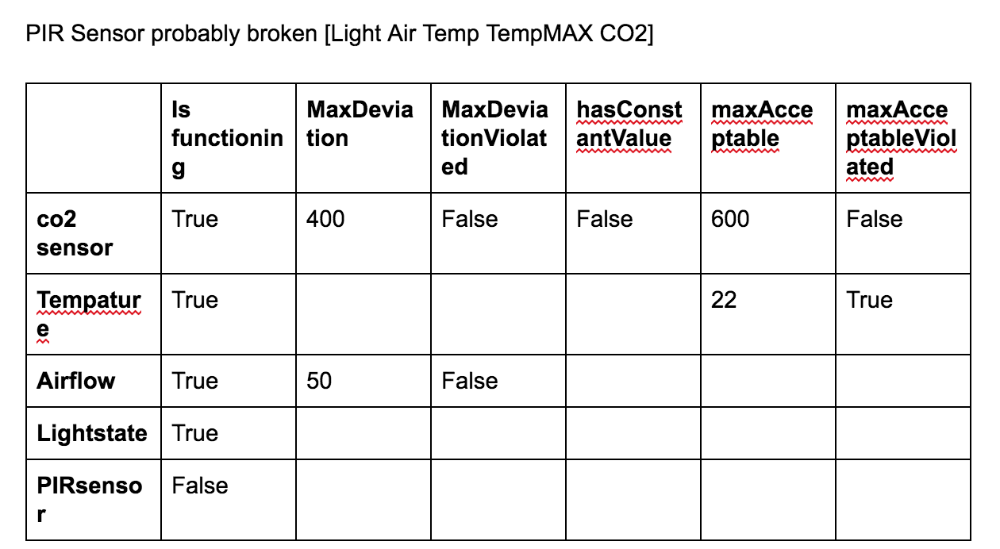 PIR Sensor probably broken [Light Air Temp TempMAX CO2]
Is functioning MaxDeviation MaxDeviationViolated hasConstantValue maxAcceptable maxAcceptableViolated
co2 sensor True 400 False False 600 False
Tempature True 22 True
Airflow True 50 False
Lightstate True
PIRsensor False